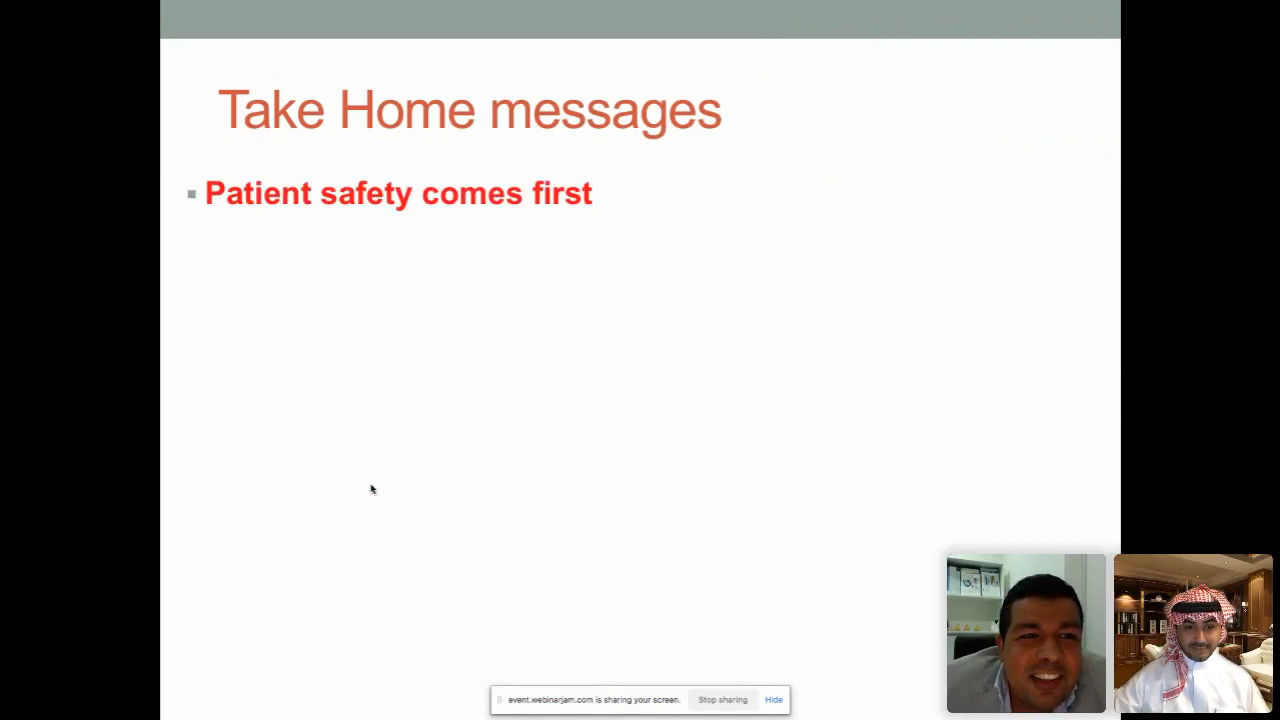 Take Home messages
Patient safety comes first
event.webinarjam.com is sharing your screen. Stop sharing Hide